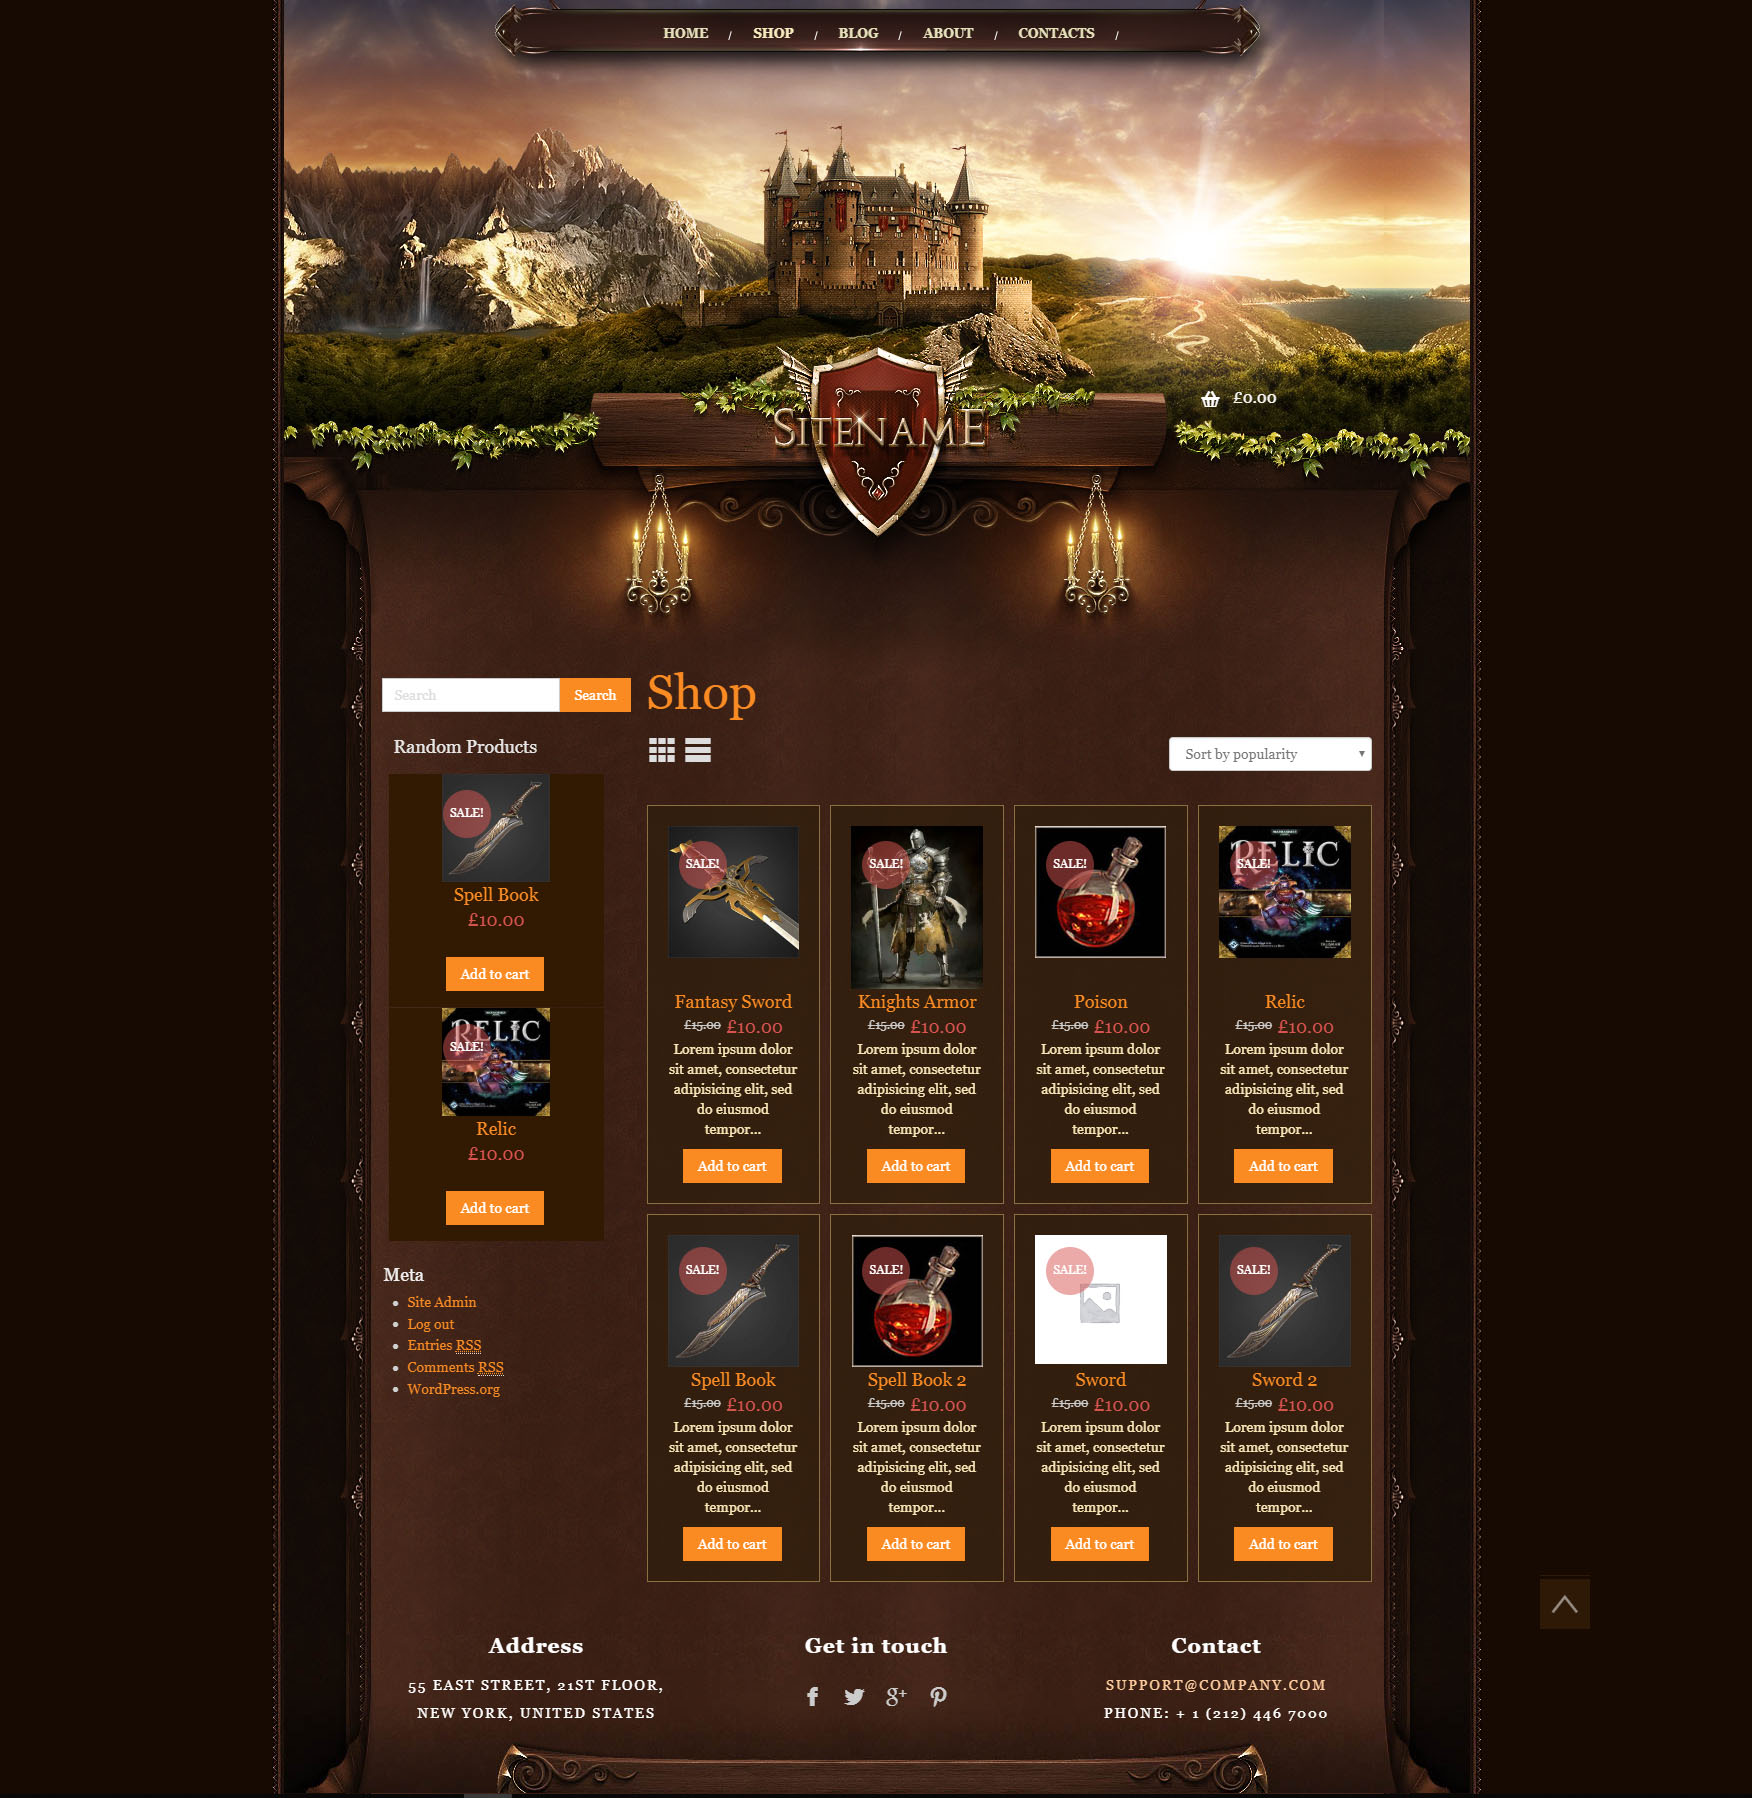 HOME / SHOP / BLOG / ABOUT / CONTACTS /
£0.00
SITENAME
Search Search
Random Products
SALE!
Spell Book
£10.00
Add to cart
RELIC
SALE!
Relic
£10.00
Add to cart
Meta
Site Admin
Log out
Entries RSS
Comments RSS
WordPress.org
Shop
Sort by popularity
SALE!
Fantasy Sword
£15.00 £10.00
Lorem ipsum dolor
sit amet, consectetur
adipisicing elit, sed
do eiusmod
tempor...
Add to cart
SALE!
Knights Armor
£15.00 £10.00
Lorem ipsum dolor
sit amet, consectetur
adipisicing elit, sed
do eiusmod
tempor...
Add to cart
SALE!
Poison
£15.00 £10.00
Lorem ipsum dolor
sit amet, consectetur
adipisicing elit, sed
do eiusmod
tempor...
Add to cart
RELIC
SALE!
Relic
£15.00 £10.00
Lorem ipsum dolor
sit amet, consectetur
adipisicing elit, sed
do eiusmod
tempor...
Add to cart
SALE!
Spell Book
£15.00 £10.00
Lorem ipsum dolor
sit amet, consectetur
adipisicing elit, sed
do eiusmod
tempor...
Add to cart
SALE!
Spell Book 2
£15.00 £10.00
Lorem ipsum dolor
sit amet, consectetur
adipisicing elit, sed
do eiusmod
tempor...
Add to cart
SALE!
Sword
£15.00 £10.00
Lorem ipsum dolor
sit amet, consectetur
adipisicing elit, sed
do eiusmod
tempor...
Add to cart
SALE!
Sword 2
£15.00 £10.00
Lorem ipsum dolor
sit amet, consectetur
adipisicing elit, sed
do eiusmod
tempor...
Add to cart
Address
55 EAST STREET, 21ST FLOOR,
NEW YORK, UNITED STATES
Get in touch
Contact
SUPPORT@COMPANY.COM
PHONE: + 1 (212) 446 7000